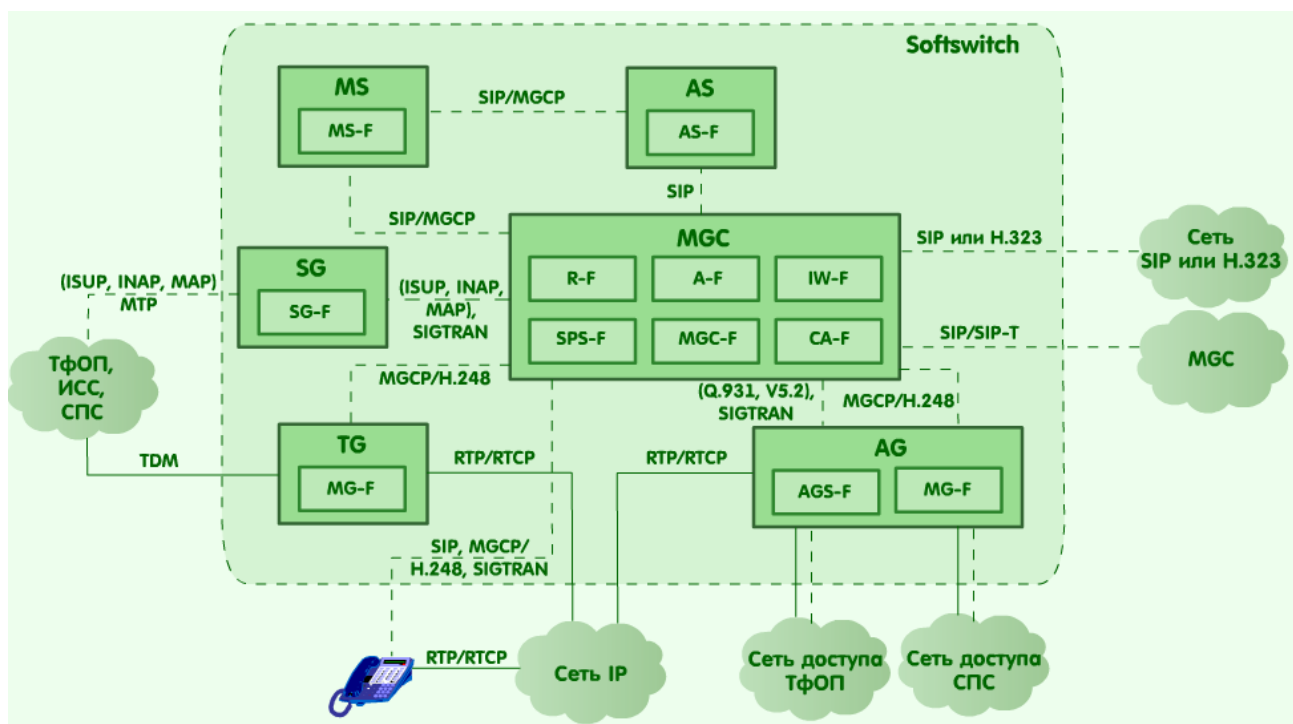 Softswitch
MS
MS-F
SIP/MGCP
AS
AS-F
SIP
SIP/MGCP
MGC
R-F
A-F
IW-F
SPS-F
MGC-F
CA-F
SIP или H.323
Сеть
SIP или H.323
SIP/SIP-T
MGC
SG
SG-F
(ISUP, INAP, MAP)
MTP
(ISUP, INAP,
MAP),
SIGTRAN
ТфОП,
ИСС,
СПС
MGCP/H.248
(Q.931, V5.2),
SIGTRAN
MGCP/H.248
TDM
TG
MG-F
RTP/RTCP
RTP/RTCP
AG
AGS-F
MG-F
SIP, MGCP/
H.248, SIGTRAN
RTP/RTCP
Сеть IP
Сеть доступа
ТфОП
Сеть доступа
СПС